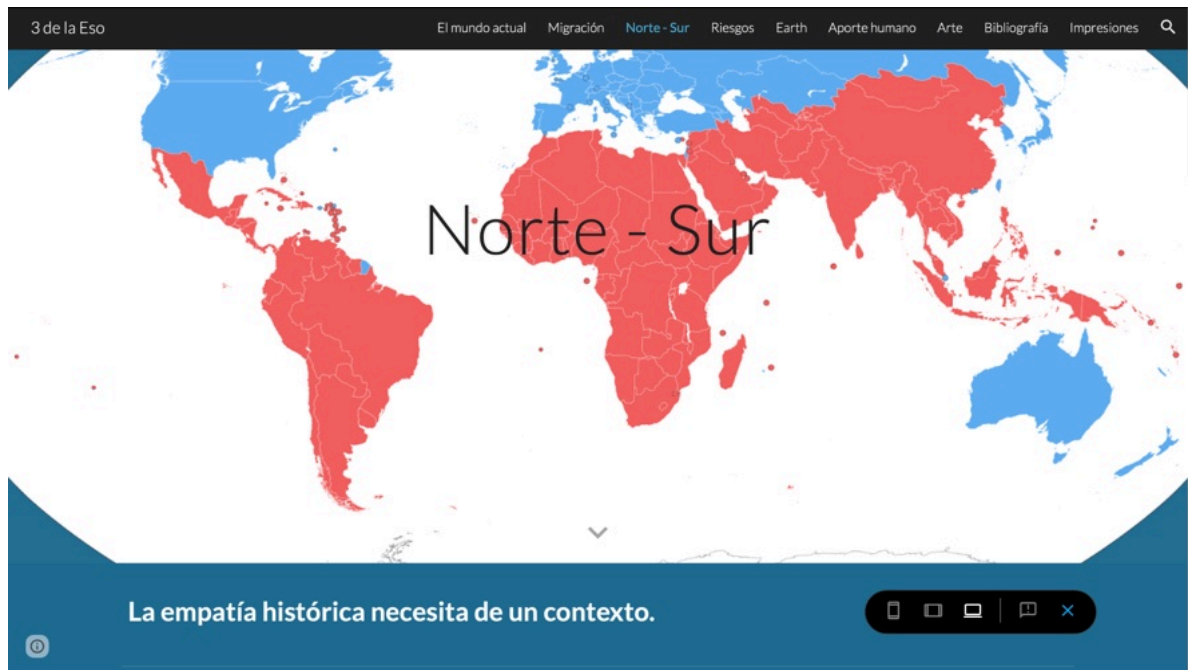 3 de la Eso
El mundo actual Migración Norte - Sur Riesgos Earth Aporte humano Arte Bibliografía Impresiones
Norte - Sur
La empatía histórica necesita de un contexto.